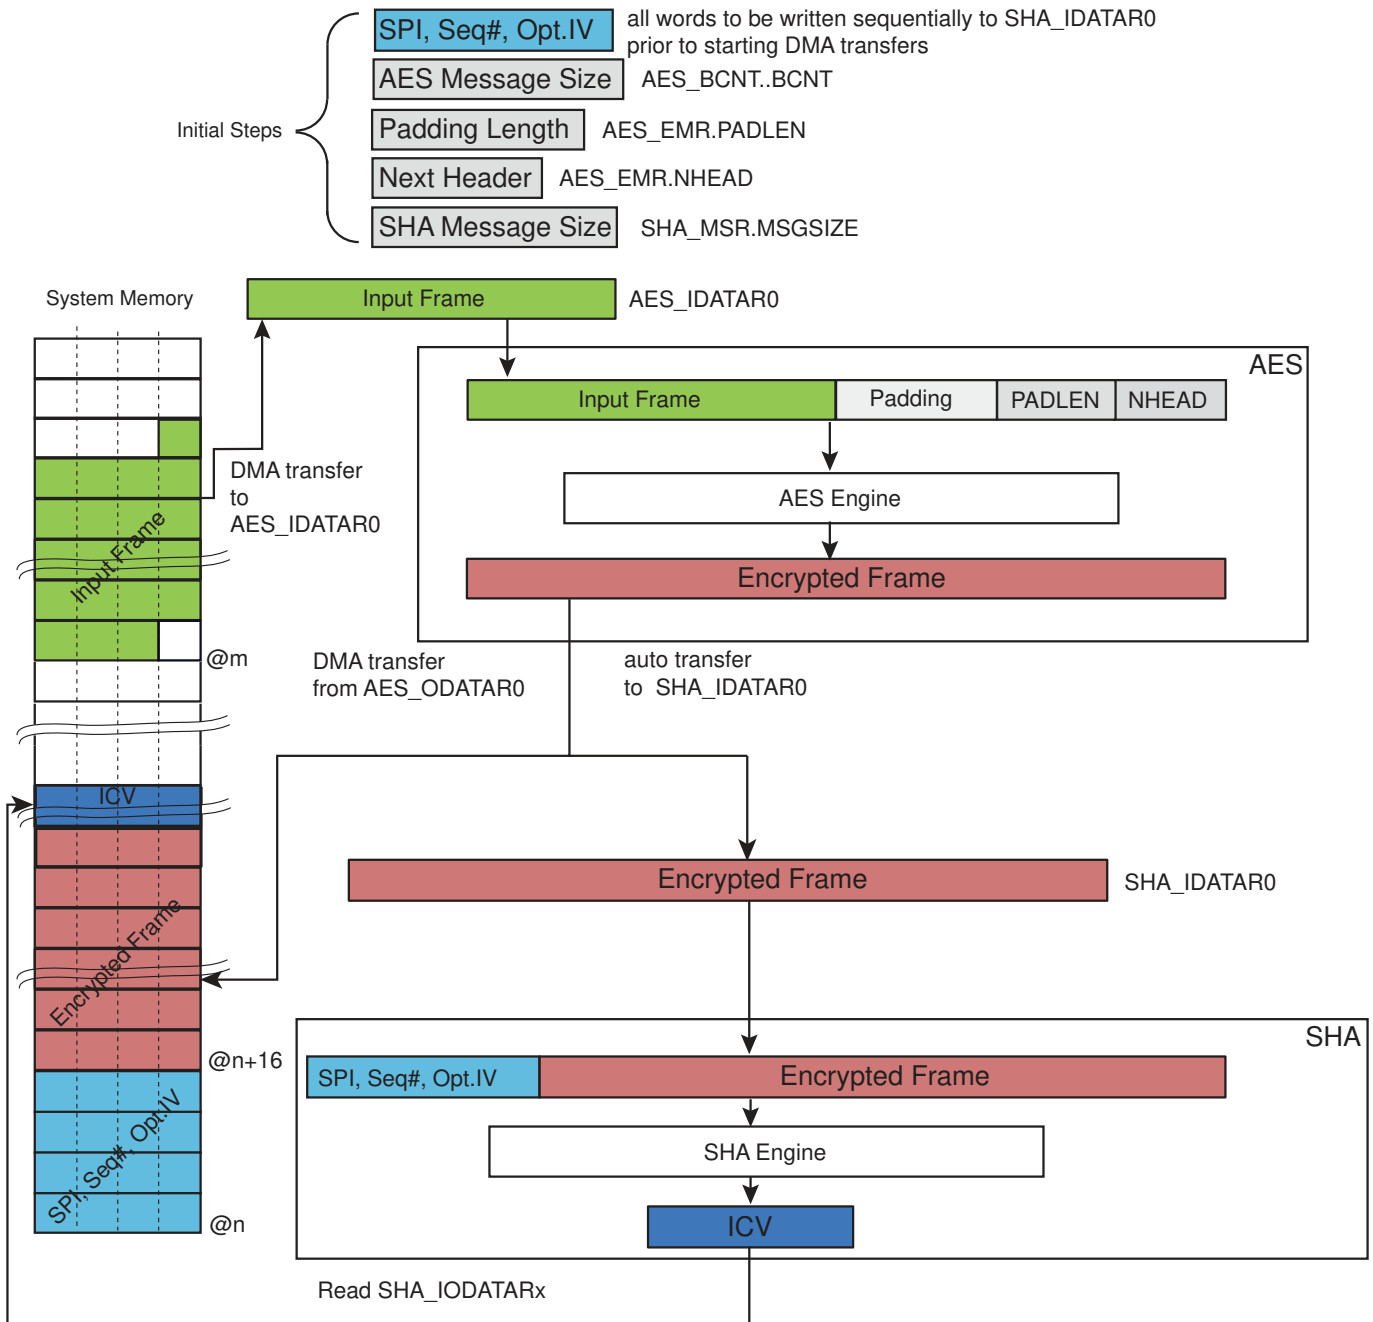 SPI, Seq#, Opt.IV
all words to be written sequentially to SHA_IDATAR0
prior to starting DMA transfers
AES Message Size
AES_BCNT..BCNT
Initial Steps
Padding Length
AES_EMR.PADLEN
Next Header
AES_EMR.NHEAD
SHA Message Size
SHA_MSR.MSGSIZE
System Memory
Input Frame
AES_IDATAR0
AES
Input Frame
Padding
PADLEN
NHEAD
DMA transfer
to
AES_IDATAR0
AES Engine
Input Frame
Encrypted Frame
@m
DMA transfer
from AES_ODATAR0
auto transfer
to SHA_IDATAR0
ICV
Encrypted Frame
SHA_IDATAR0
Encrypted Frame
SHA
@n+16
SPI, Seq#, Opt.IV
Encrypted Frame
SHA Engine
SPI, Seq#, Opt.IV
@n
ICV
Read SHA_IODATARx